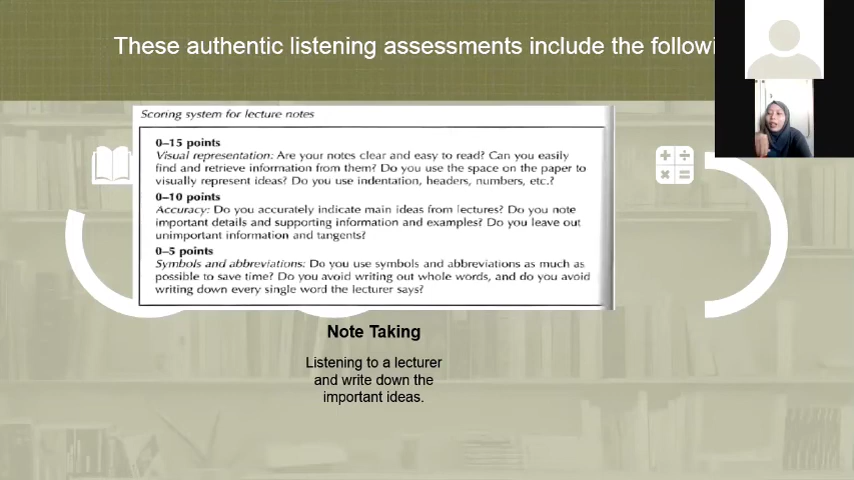 These authentic listening assessments include the followi
Scoring system for lecture notes
0–15 points
Visual representation: Are your notes clear and easy to read? Can you easily
find and retrieve information from them? Do you use the space on the paper to
visually represent ideas? Do you use indentation, headers, numbers, etc.?
0–10 points
Accuracy: Do you accurately indicate main ideas from lectures? Do you note
important details and supporting information and examples? Do you leave out
unimportant information and tangents?
0–5 points
Symbols and abbreviations: Do you use symbols and abbreviations as much as
possible to save time? Do you avoid writing out whole words, and do you avoid
writing down every single word the lecturer says?
Note Taking
Listening to a lecturer
and write down the
important ideas.